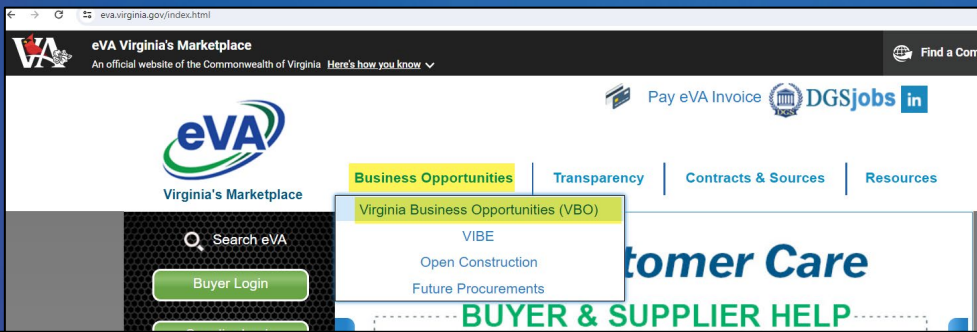 eva.virginia.gov/index.html
eVA Virginia's Marketplace
An official website of the Commonwealth of Virginia Here's how you know
Find a Com
Pay eVA Invoice DGSjobs in
eVA
Virginia's Marketplace
Business Opportunities Transparency Contracts & Sources Resources
Virginia Business Opportunities (VBO)
VIBE
Open Construction
Future Procurements
Search eVA
Buyer Login
tomer Care
BUYER & SUPPLIER HELP